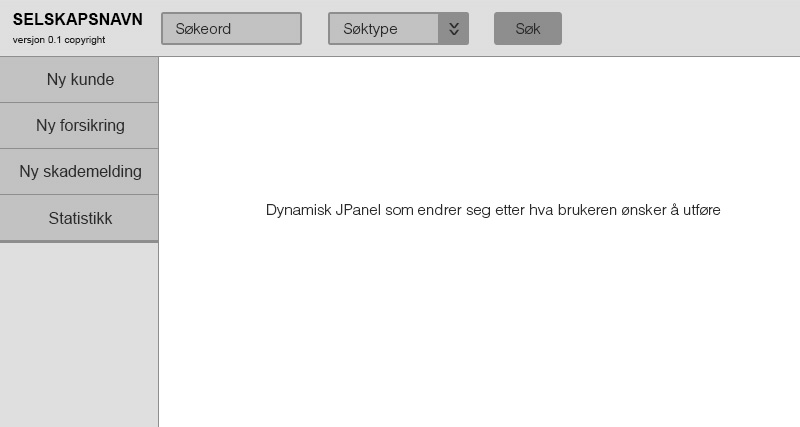 SELSKAPSNAVN
versjon 0.1 copyright
Søkeord
Søktype
Søk
Ny kunde
Ny forsikring
Ny skademelding
Statistikk
Dynamisk JPanel som endrer seg etter hva brukeren ønsker å utføre